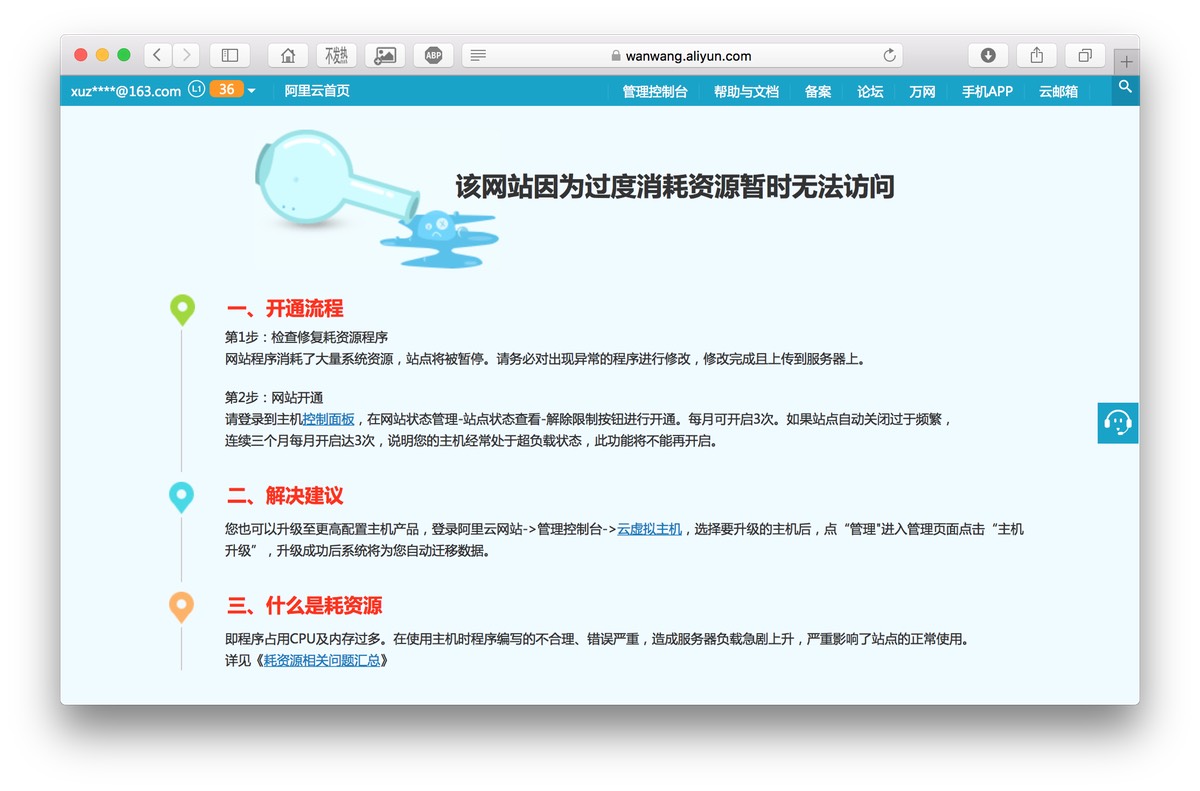 不发热
ABP
wanwang.aliyun.com
xuz****@163.com L1 36 阿里云首页 管理控制台 帮助与文档 备案 论坛 万网 手机APP 云邮箱
该网站因为过度消耗资源暂时无法访问
一、开通流程
第1步：检查修复耗资源程序
网站程序消耗了大量系统资源，站点将被暂停。请务必对出现异常的程序进行修改，修改完成且上传到服务器上。
第2步：网站开通
请登录到主机控制面板，在网站状态管理-站点状态查看-解除限制按钮进行开通。每月可开启3次。如果站点自动关闭过于频繁，
连续三个月每月开启达3次，说明您的主机经常处于超负载状态，此功能将不能再开启。
二、解决建议
您也可以升级至更高配置主机产品，登录阿里云网站->管理控制台->云虚拟主机，选择要升级的主机后，点“管理"进入管理页面点击“主机
升级”，升级成功后系统将为您自动迁移数据。
三、什么是耗资源
即程序占用CPU及内存过多。在使用主机时程序编写的不合理、错误严重，造成服务器负载急剧上升，严重影响了站点的正常使用。
详见《耗资源相关问题汇总》